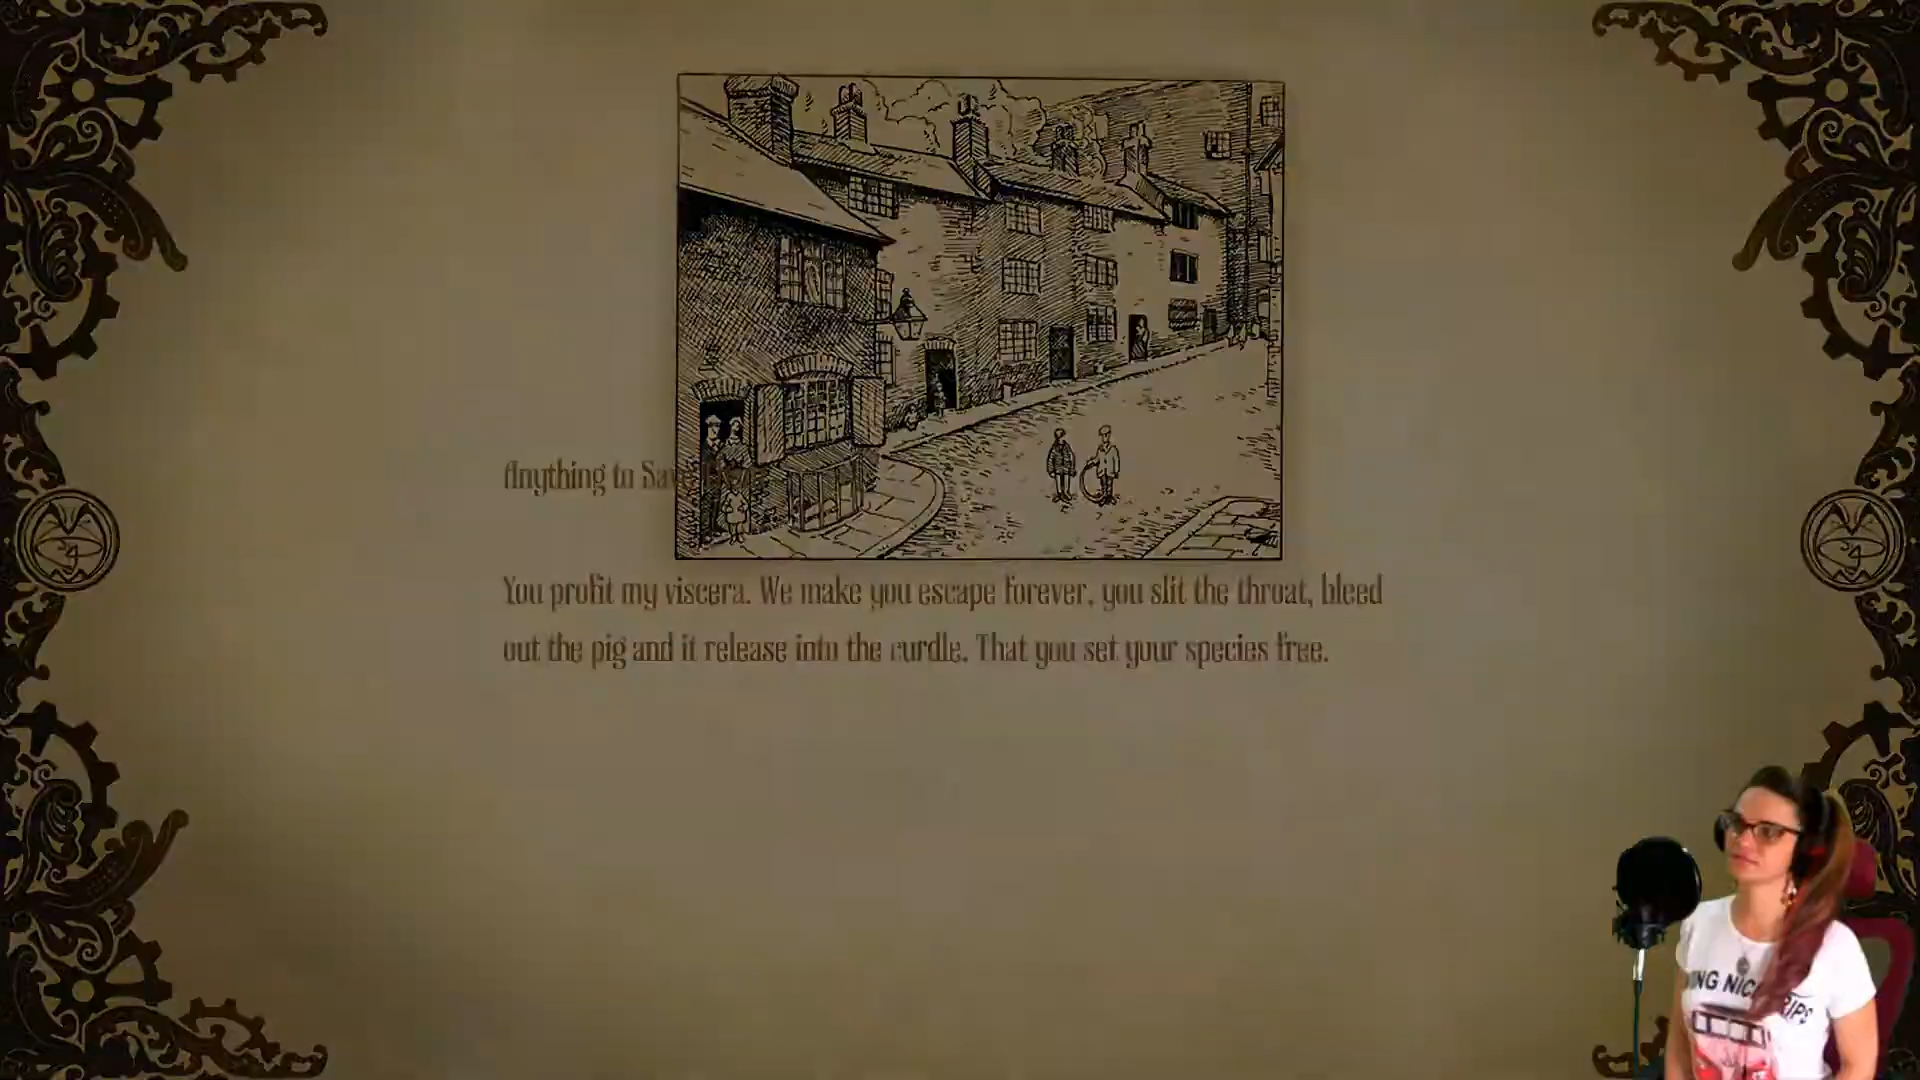 Anything to Save
You profit my viscera. We make you escape forever, you slit the throat, bleed
out the pig and it release into the curdle. That you set your species free.